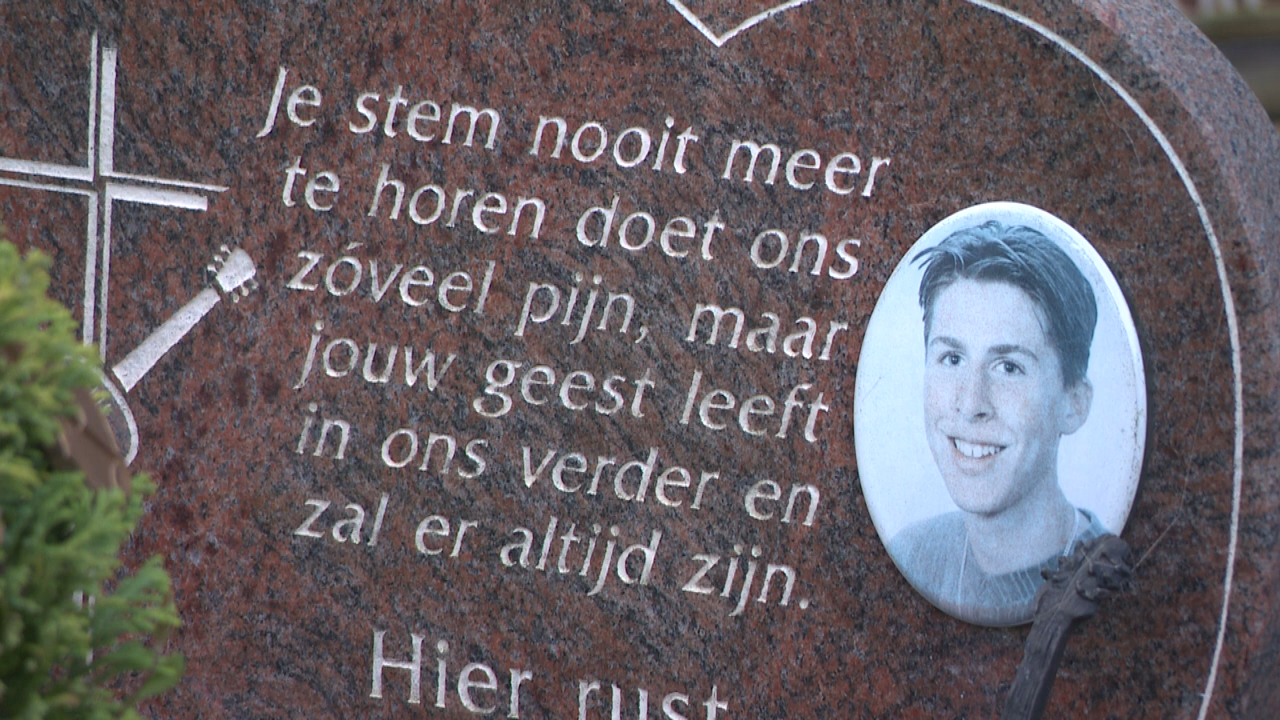 Je stem nooit meer
te horen doet ons
zóveel pijn, maar
jouw geest leeft
in ons verder en
zal er altijd zijn.
Hier rust